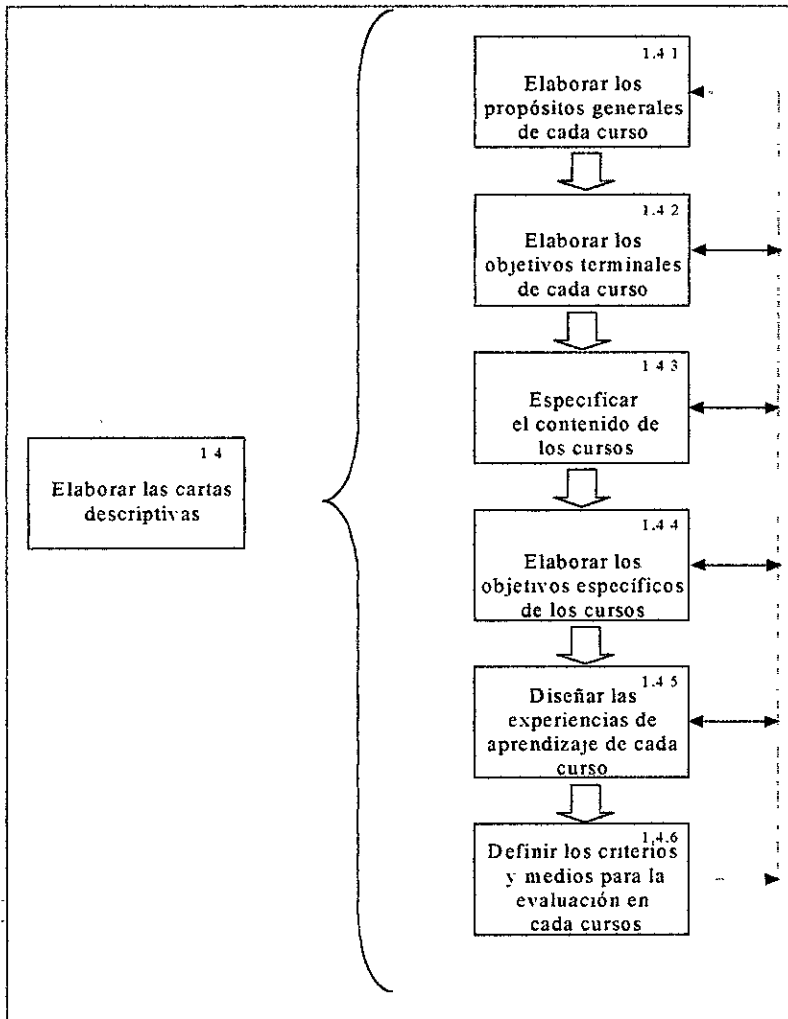 1.4 1
Elaborar los
propósitos generales
de cada curso
1.4 2
Elaborar los
objetivos terminales
de cada curso
1 4 3
Especificar
el contenido de
los cursos
1 4
Elaborar las cartas
descriptivas
1.4 4
Elaborar los
objetivos específicos
de los cursos
1.4 5
Diseñar las
experiencias de
aprendizaje de cada
curso
1.4.6
Definir los criterios
y medios para la
evaluación en
cada cursos